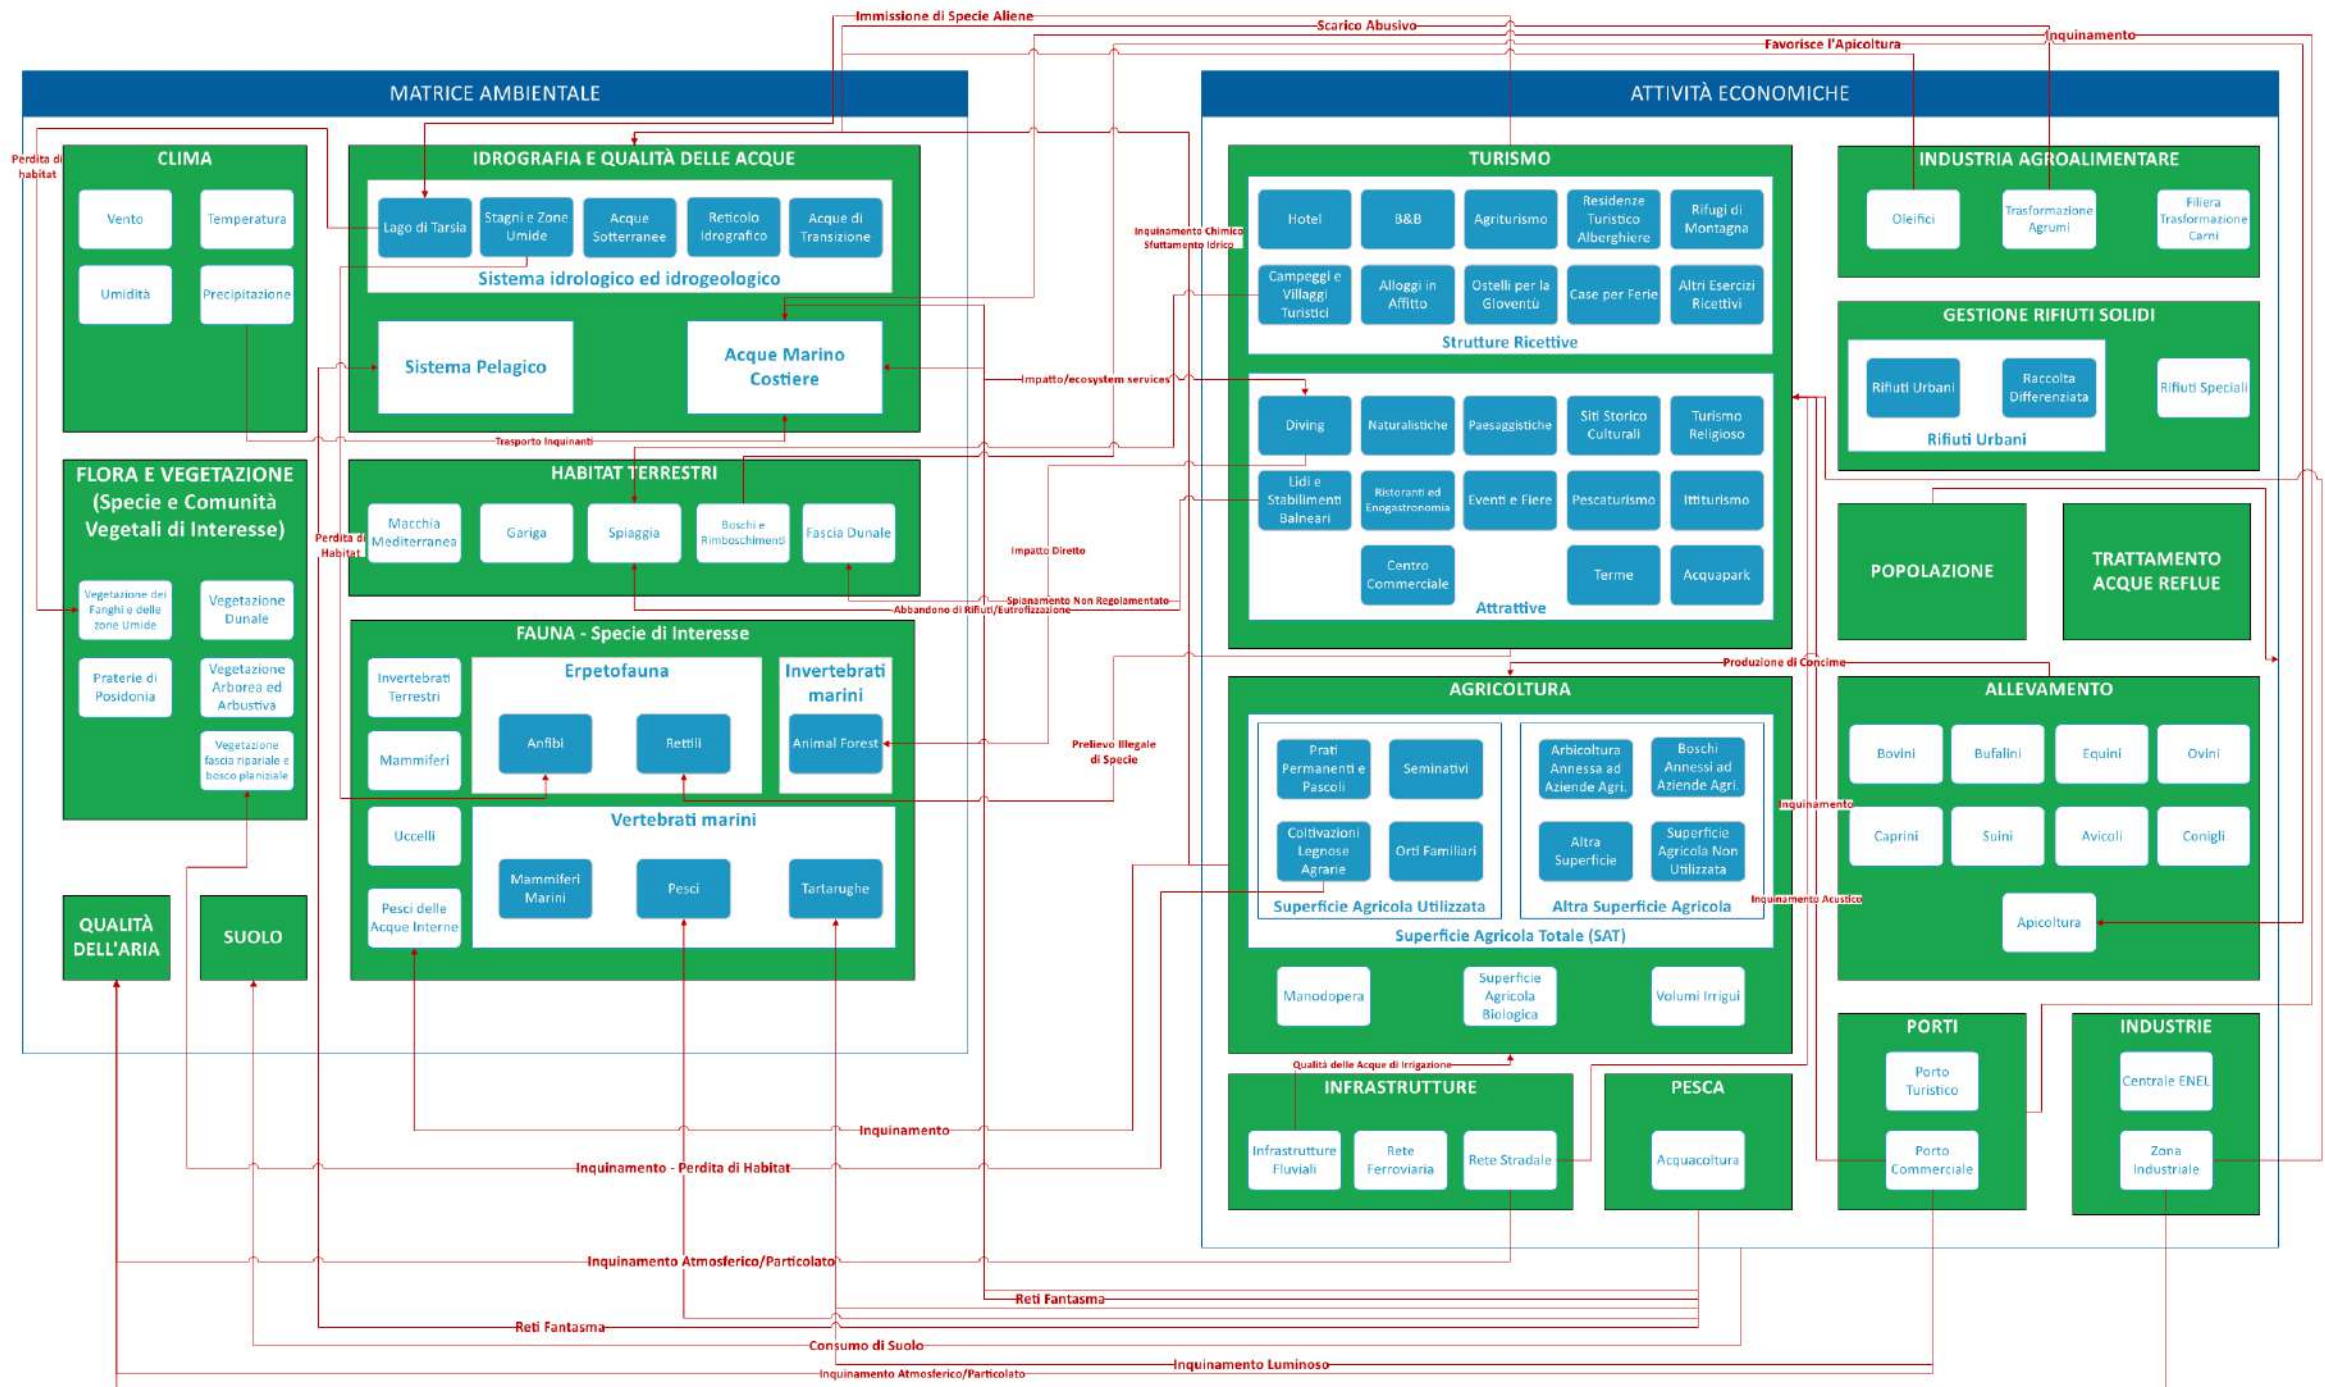 Immissione di Specie Aliene
Scarico Abusivo
Inquinamento
Favorisce l'Apicoltura
MATRICE AMBIENTALE
Perdita di
habitat
CLIMA
Vento
Temperatura
Umidità
Precipitazione
IDROGRAFIA E QUALITÀ DELLE ACQUE
Lago di Tarsia
Stagni e Zone
Umide
Acque
Sotterranee
Reticolo
Idrografico
Acque di
Transizione
Sistema idrologico ed idrogeologico
Sistema Pelagico
Acque Marino
Costiere
Trasporto Inquinanti
FLORA E VEGETAZIONE
(Specie e Comunità
Vegetali di Interesse)
Vegetazione dei
Fanghi e delle
zone Umide
Vegetazione
Dunale
Praterie di
Posidonia
Vegetazione
Arborea ed
Arbustiva
Vegetazione
fascia ripariale e
bosco planiziale
HABITAT TERRESTRI
Perdita di
Habitat
Macchia
Mediterranea
Gariga
Spiaggia
Boschi e
Rimboschimenti
Fascia Dunale
FAUNA - Specie di Interesse
Invertebrati
Terrestri
Mammiferi
Uccelli
Pesci delle
Acque Interne
Erpetofauna
Anfibi
Rettili
Invertebrati
marini
Animal Forest
Vertebrati marini
Mammiferi
Marini
Pesci
Tartarughe
QUALITÀ
DELL'ARIA
SUOLO
Inquinamento Chimico
Sfuttamento Idrico
Impatto/ecosystem services
Impatto Diretto
Spianamento Non Regolamentato
Abbandono di Rifiuti/Eutrofizzazione
Prelievo Illegale
di Specie
ATTIVITÀ ECONOMICHE
TURISMO
Hotel
B&B
Agriturismo
Residenze
Turistico
Alberghiere
Rifugi di
Montagna
Campeggi e
Villaggi
Turistici
Alloggi in
Affitto
Ostelli per la
Gioventù
Case per Ferie
Altri Esercizi
Ricettivi
Strutture Ricettive
Diving
Naturalistiche
Paesaggistiche
Siti Storico
Culturali
Turismo
Religioso
Lidi e
Stabilimenti
Balneari
Ristoranti ed
Enogastronomia
Eventi e Fiere
Pescaturismo
Ittiturismo
Centro
Commerciale
Terme
Acquapark
Attrattive
INDUSTRIA AGROALIMENTARE
Oleifici
Trasformazione
Agrumi
Filiera
Trasformazione
Carni
GESTIONE RIFIUTI SOLIDI
Rifiuti Urbani
Raccolta
Differenziata
Rifiuti Speciali
Rifiuti Urbani
POPOLAZIONE
TRATTAMENTO
ACQUE REFLUE
Produzione di Concime
AGRICOLTURA
Prati
Permanenti e
Pascoli
Seminativi
Coltivazioni
Legnose
Agrarie
Orti Familiari
Superficie Agricola Utilizzata
Arbicoltura
Annessa ad
Aziende Agri.
Boschi
Annessi ad
Aziende Agri.
Altra
Superficie
Superficie
Agricola Non
Utilizzata
Altra Superficie Agricola
Superficie Agricola Totale (SAT)
Manodopera
Superficie
Agricola
Biologica
Volumi Irrigui
Inquinamento
Inquinamento Acustico
ALLEVAMENTO
Bovini
Bufalini
Equini
Ovini
Caprini
Suini
Avicoli
Conigli
Apicoltura
Qualità delle Acque di Irrigazione
INFRASTRUTTURE
Infrastrutture
Fluviali
Rete
Ferroviaria
Rete Stradale
PESCA
Acquacoltura
PORTI
Porto
Turistico
Porto
Commerciale
INDUSTRIE
Centrale ENEL
Zona
Industriale
Inquinamento
Inquinamento - Perdita di Habitat
Inquinamento Atmosferico/Particolato
Reti Fantasma
Reti Fantasma
Consumo di Suolo
Inquinamento Luminoso
Inquinamento Atmosferico/Particolato